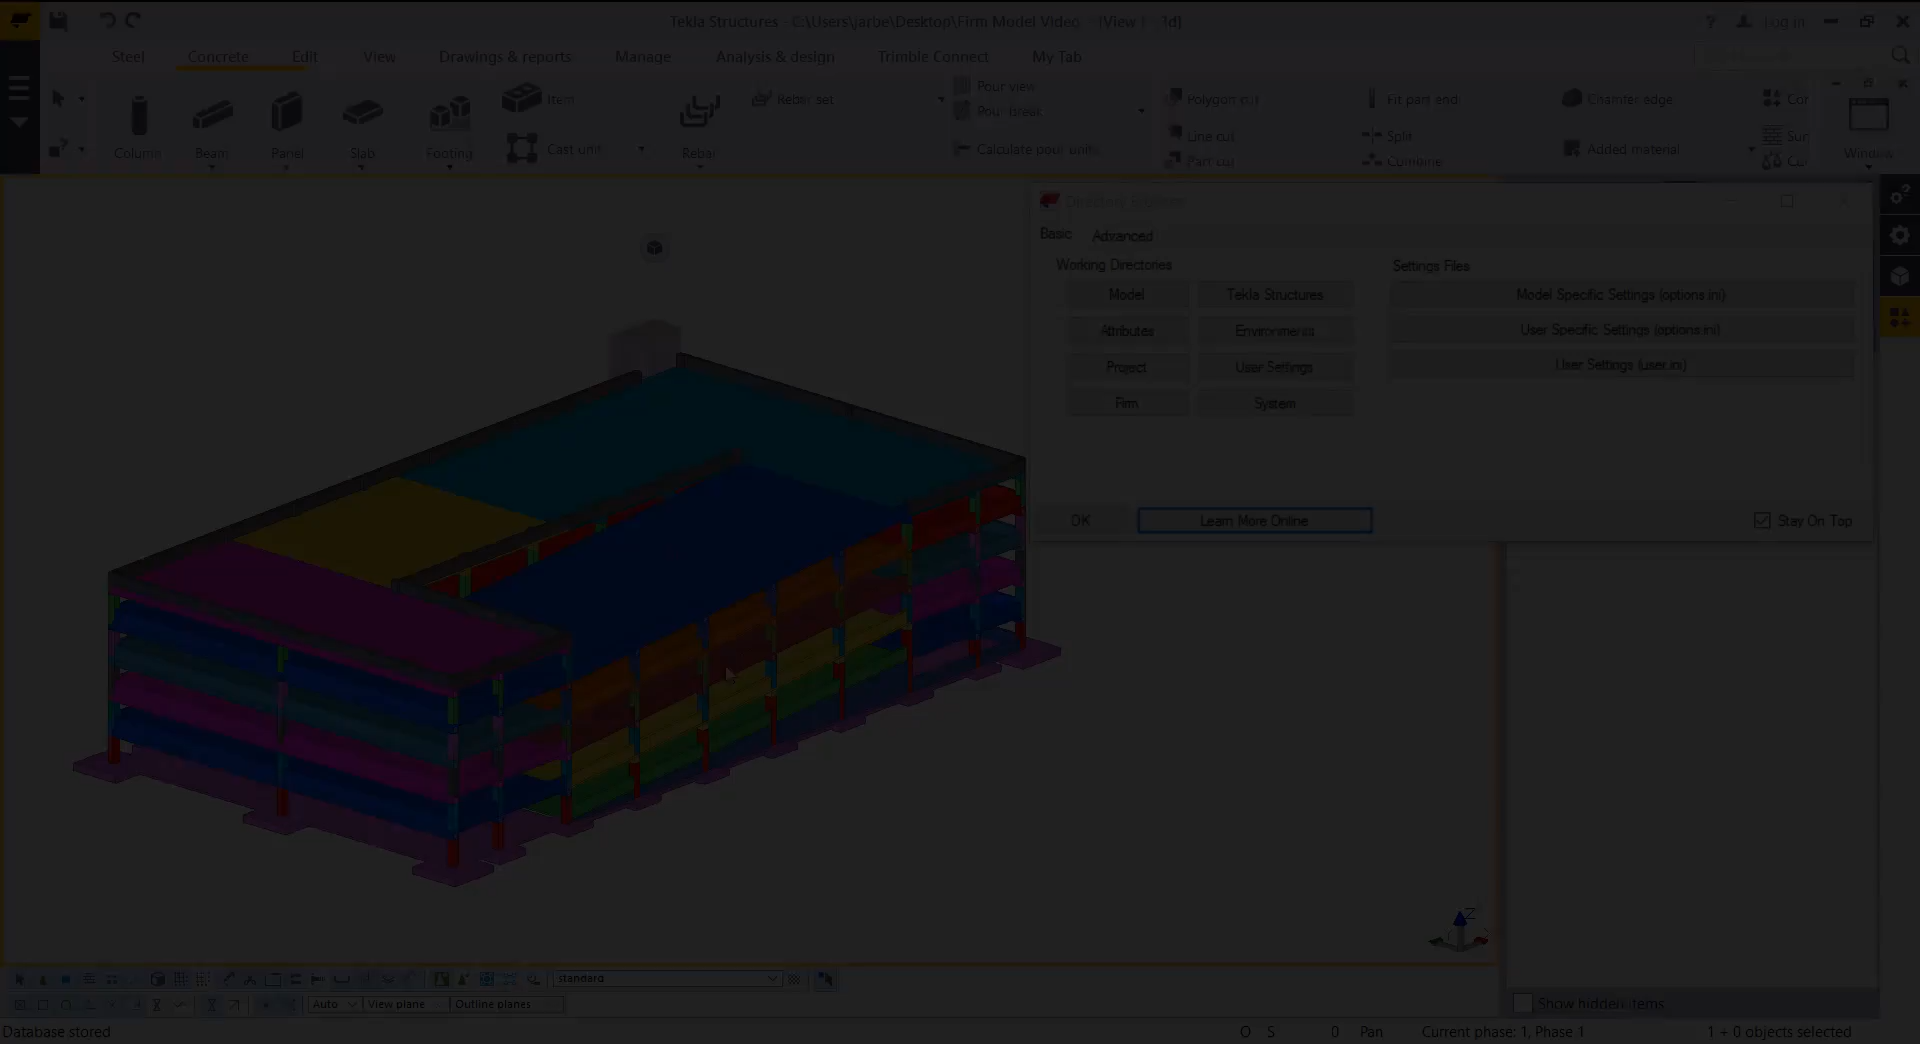 Tekla Structures - C:\Users\jarbe\Desktop\Firm Model Video
Log in
Steel
Concrete
Edit
View
Drawings & reports
Manage
Analysis & design
Trimble Connect
My Tab
Column
Beam
Panel
Slab
Footing
Item
Cast unit
Rebar
Rebar set
Pour view
Pour break
Calculate pour units
Polygon cut
Line cut
Part cut
Fit part end
Split
Combine
Chamfer edge
Added material
Window
Directory
Basic
Advanced
Working Directories
Settings Files
Model
Tekla Structures
Model Specific Settings (options.ini)
Attributes
Environments
User Specific Settings (options.ini)
Project
User Settings
User Settings (user.ini)
Firm
System
OK
Learn More Online
Stay On Top
Z
standard
Auto
View plane
Outline planes
Show hidden items
Database stored
O S 0 Pan Current phase: 1, Phase 1 1 + 0 objects selected